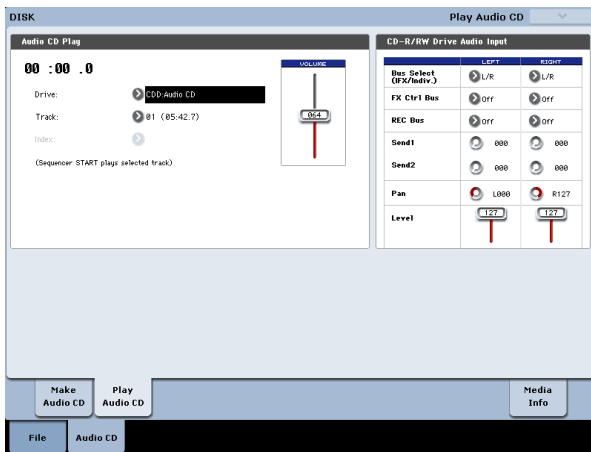 DISK
Play Audio CD
Audio CD Play
00 :00 .0
VOLUME
Drive:
CDD:Audio CD
Track:
01 (05:42.7)
064
Index:
(Sequencer START plays selected track)
CD-R/RW Drive Audio Input
LEFT RIGHT
Bus Select
(IFX/Indiv.)
L/R L/R
FX Ctrl Bus Off Off
REC Bus Off Off
Send1 000 000
Send2 000 000
Pan L000 R127
Level 127 127
Make
Audio CD
Play
Audio CD
Media
Info
File
Audio CD